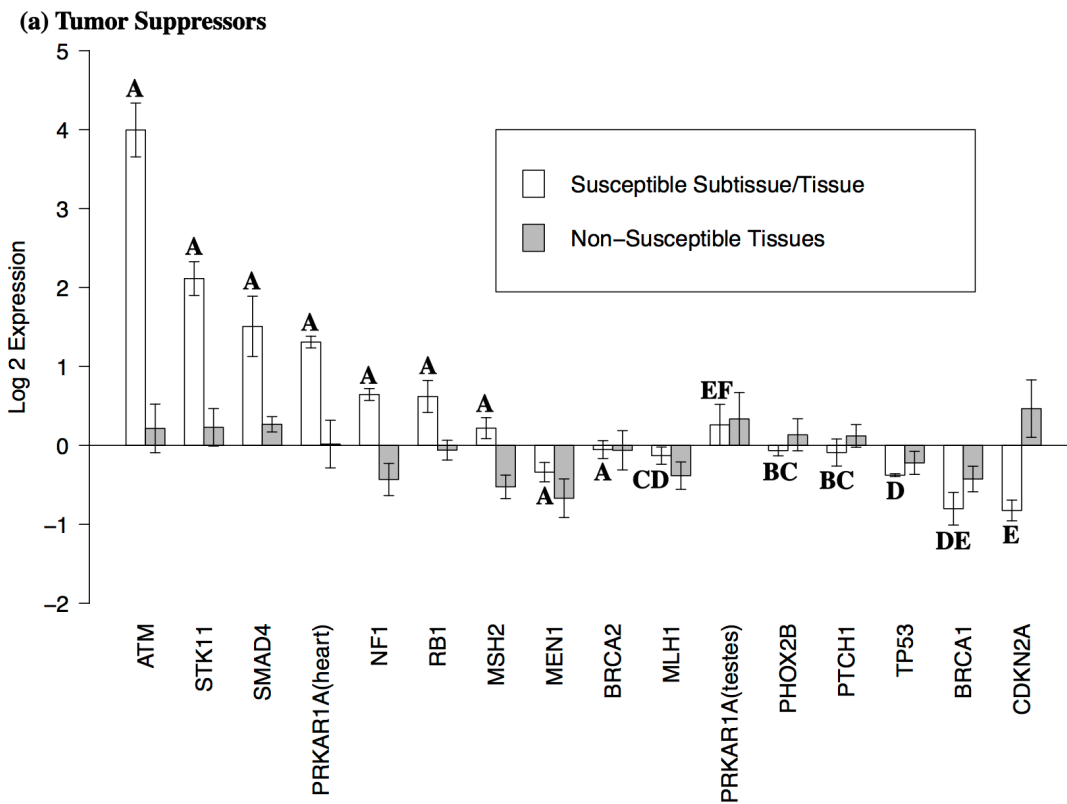 (a) Tumor Suppressors
5
4
3
2
1
0
−1
−2
Log 2 Expression
Susceptible Subtissue/Tissue
Non−Susceptible Tissues
A
A
A
A
A
A
A
A
A
CD
EF
BC
BC
D
DE
E
ATM
STK11
SMAD4
PRKAR1A(heart)
NF1
RB1
MSH2
MEN1
BRCA2
MLH1
PRKAR1A(testes)
PHOX2B
PTCH1
TP53
BRCA1
CDKN2A